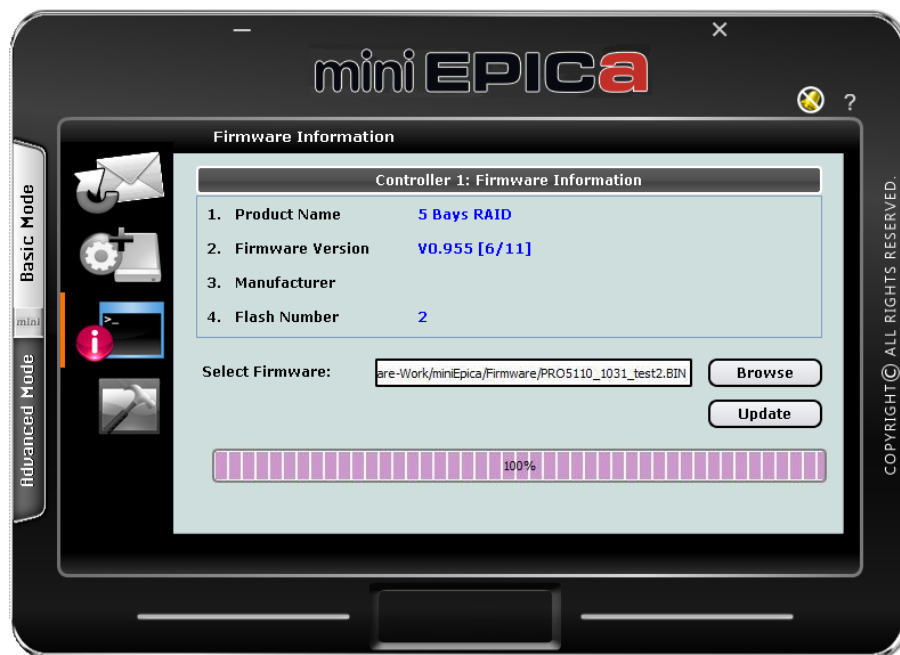 mini EPICa
?
Firmware Information
Basic Mode
mini
Advanced Mode
Controller 1: Firmware Information
1. Product Name 5 Bays RAID
2. Firmware Version V0.955 [6/11]
3. Manufacturer
4. Flash Number 2
Select Firmware: are-Work/miniEpica/Firmware/PRO5110_1031_test2.BIN Browse
Update
100%
COPYRIGHT© ALL RIGHTS RESERVED.